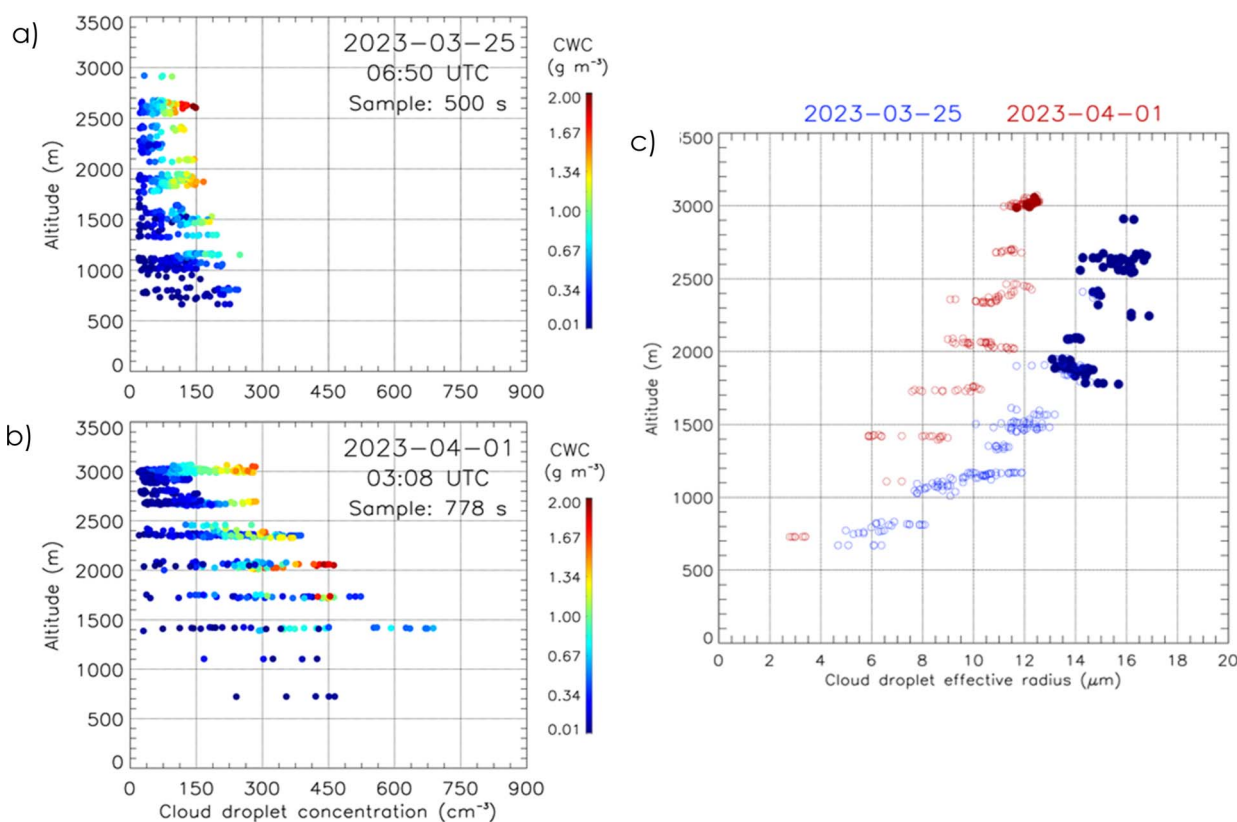 a)
3500
3000
2500
2000
1500
1000
500
0
Altitude (m)
2023-03-25
06:50 UTC
Sample: 500 s
CWC
(g m⁻³)
2.00
1.67
1.34
1.00
0.67
0.34
0.01
0 150 300 450 600 750 900
b)
3500
3000
2500
2000
1500
1000
500
0
Altitude (m)
2023-04-01
03:08 UTC
Sample: 778 s
CWC
(g m⁻³)
2.00
1.67
1.34
1.00
0.67
0.34
0.01
0 150 300 450 600 750 900
Cloud droplet concentration (cm⁻³)
2023-03-25 2023-04-01
c)
3500
3000
2500
2000
1500
1000
500
0
Altitude (m)
0 2 4 6 8 10 12 14 16 18 20
Cloud droplet effective radius (μm)